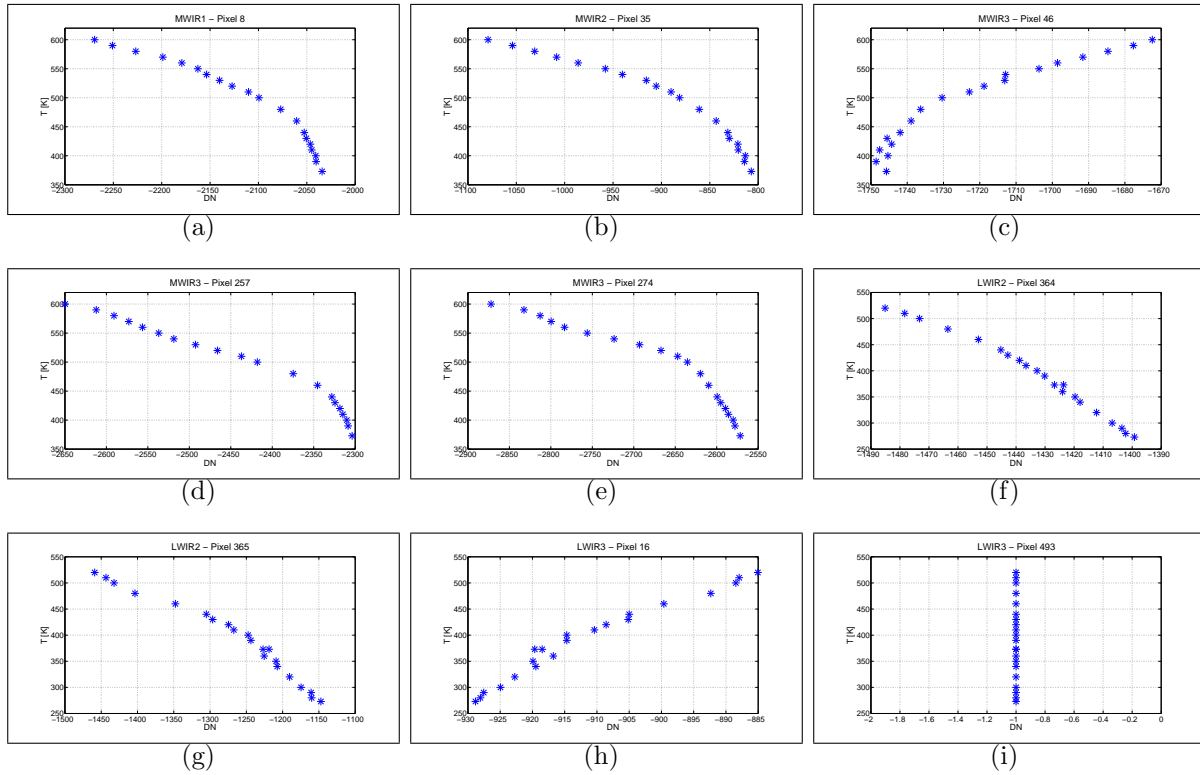 MWIR1 − Pixel 8
600
550
500
450
400
350
T [K]
−2300 −2250 −2200 −2150 −2100 −2050 −2000
DN
(a)
MWIR2 − Pixel 35
600
550
500
450
400
350
T [K]
−1100 −1050 −1000 −950 −900 −850 −800
DN
(b)
MWIR3 − Pixel 46
600
550
500
450
400
350
T [K]
−1750 −1740 −1730 −1720 −1710 −1700 −1690 −1680 −1670
DN
(c)
MWIR3 − Pixel 257
600
550
500
450
400
350
T [K]
−2650 −2600 −2550 −2500 −2450 −2400 −2350 −2300
DN
(d)
MWIR3 − Pixel 274
600
550
500
450
400
350
T [K]
−2900 −2850 −2800 −2750 −2700 −2650 −2600 −2550
DN
(e)
LWIR2 − Pixel 364
550
500
450
400
350
300
250
T [K]
−1490 −1480 −1470 −1460 −1450 −1440 −1430 −1420 −1410 −1400 −1390
DN
(f)
LWIR2 − Pixel 365
550
500
450
400
350
300
250
T [K]
−1500 −1450 −1400 −1350 −1300 −1250 −1200 −1150 −1100
DN
(g)
LWIR3 − Pixel 16
550
500
450
400
350
300
250
T [K]
−930 −925 −920 −915 −910 −905 −900 −895 −890 −885
DN
(h)
LWIR3 − Pixel 493
550
500
450
400
350
300
250
T [K]
−2 −1.8 −1.6 −1.4 −1.2 −1 −0.8 −0.6 −0.4 −0.2 0
DN
(i)